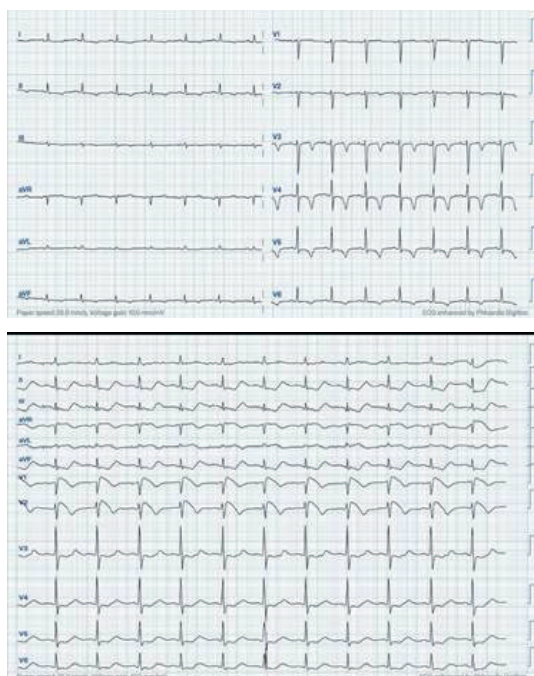 I
V1
II
V2
III
V3
aVR
V4
aVL
V5
aVF
V6
Paper speed: 25.0 mm/s, Voltage gain: 10.0 mm/mV
ECG enhanced by PMcardio Digitizer
I
II
III
aVR
aVL
aVF
V1
V2
V3
V4
V5
V6